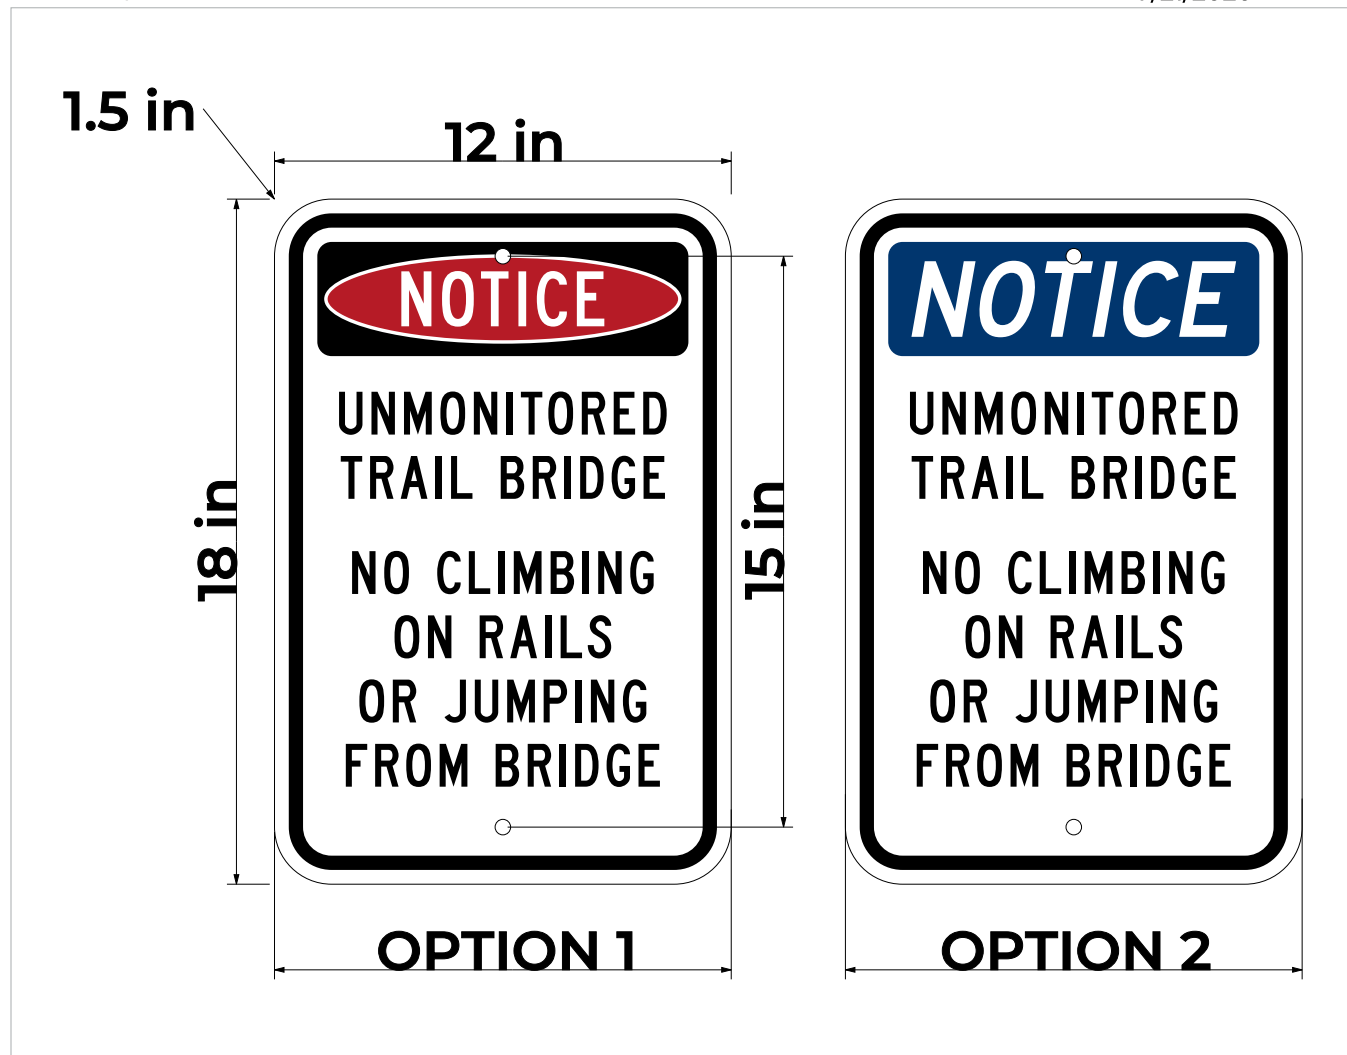 1.5 in
12 in
18 in
15 in
NOTICE
UNMONITORED
TRAIL BRIDGE
NO CLIMBING
ON RAILS
OR JUMPING
FROM BRIDGE
OPTION 1
NOTICE
UNMONITORED
TRAIL BRIDGE
NO CLIMBING
ON RAILS
OR JUMPING
FROM BRIDGE
OPTION 2